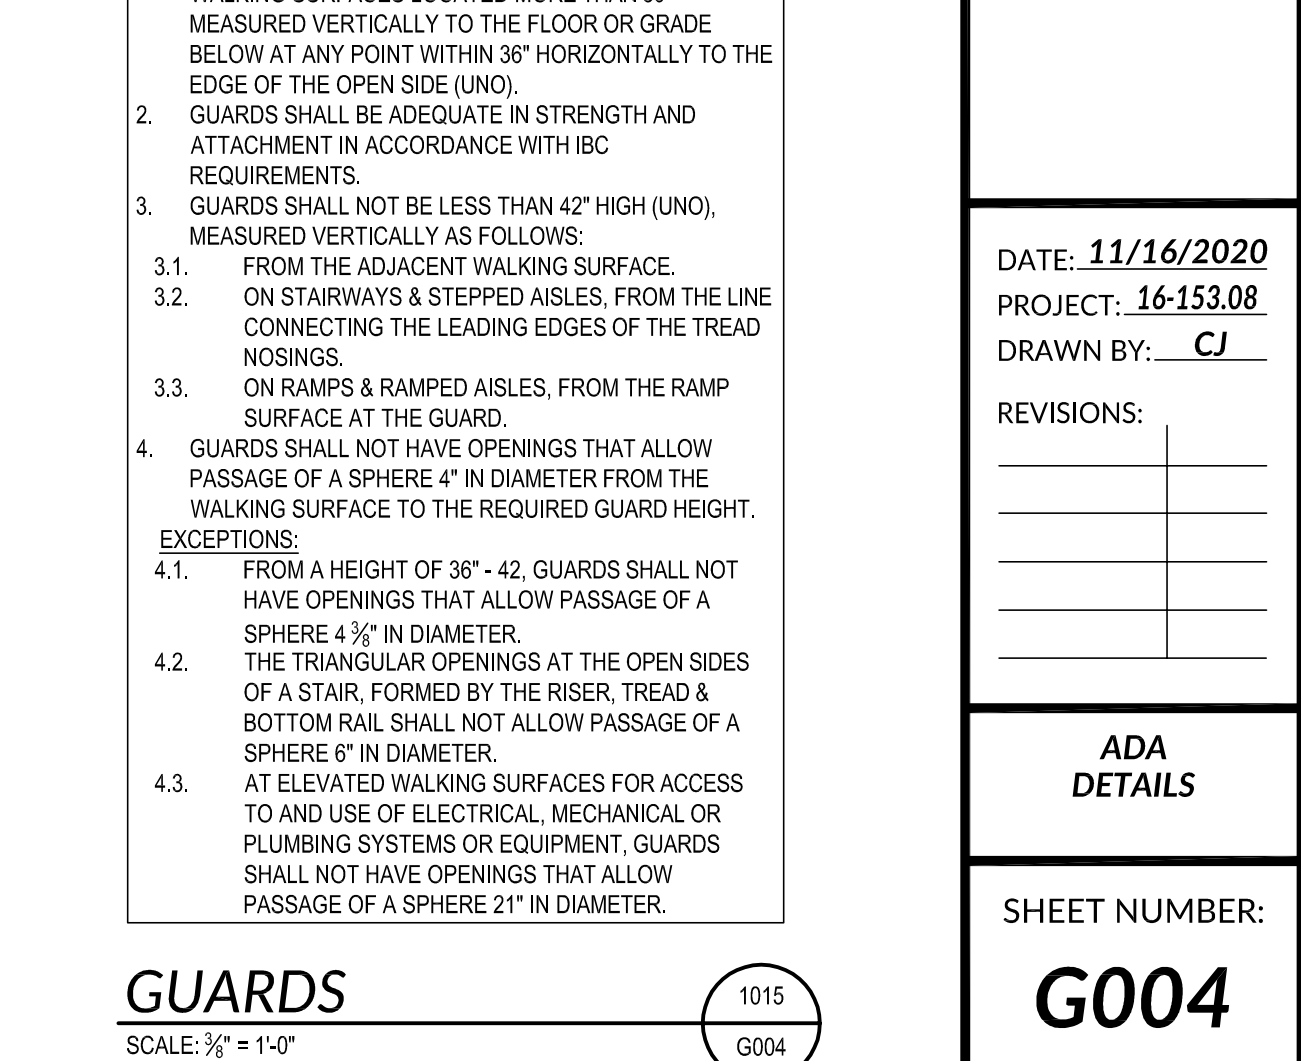 MEASURED VERTICALLY TO THE FLOOR OR GRADE
BELOW AT ANY POINT WITHIN 36" HORIZONTALLY TO THE
EDGE OF THE OPEN SIDE (UNO).
2. GUARDS SHALL BE ADEQUATE IN STRENGTH AND
ATTACHMENT IN ACCORDANCE WITH IBC
REQUIREMENTS.
3. GUARDS SHALL NOT BE LESS THAN 42" HIGH (UNO),
MEASURED VERTICALLY AS FOLLOWS:
3.1. FROM THE ADJACENT WALKING SURFACE.
3.2. ON STAIRWAYS & STEPPED AISLES, FROM THE LINE
CONNECTING THE LEADING EDGES OF THE TREAD
NOSINGS.
3.3. ON RAMPS & RAMPED AISLES, FROM THE RAMP
SURFACE AT THE GUARD.
4. GUARDS SHALL NOT HAVE OPENINGS THAT ALLOW
PASSAGE OF A SPHERE 4" IN DIAMETER FROM THE
WALKING SURFACE TO THE REQUIRED GUARD HEIGHT.
EXCEPTIONS:
4.1. FROM A HEIGHT OF 36" - 42, GUARDS SHALL NOT
HAVE OPENINGS THAT ALLOW PASSAGE OF A
SPHERE 4 3/8" IN DIAMETER.
4.2. THE TRIANGULAR OPENINGS AT THE OPEN SIDES
OF A STAIR, FORMED BY THE RISER, TREAD &
BOTTOM RAIL SHALL NOT ALLOW PASSAGE OF A
SPHERE 6" IN DIAMETER.
4.3. AT ELEVATED WALKING SURFACES FOR ACCESS
TO AND USE OF ELECTRICAL, MECHANICAL OR
PLUMBING SYSTEMS OR EQUIPMENT, GUARDS
SHALL NOT HAVE OPENINGS THAT ALLOW
PASSAGE OF A SPHERE 21" IN DIAMETER.
GUARDS
SCALE: 3/8" = 1'-0"
1015
G004
DATE: 11/16/2020
PROJECT: 16-153.08
DRAWN BY: CJ
REVISIONS:
ADA
DETAILS
SHEET NUMBER:
G004